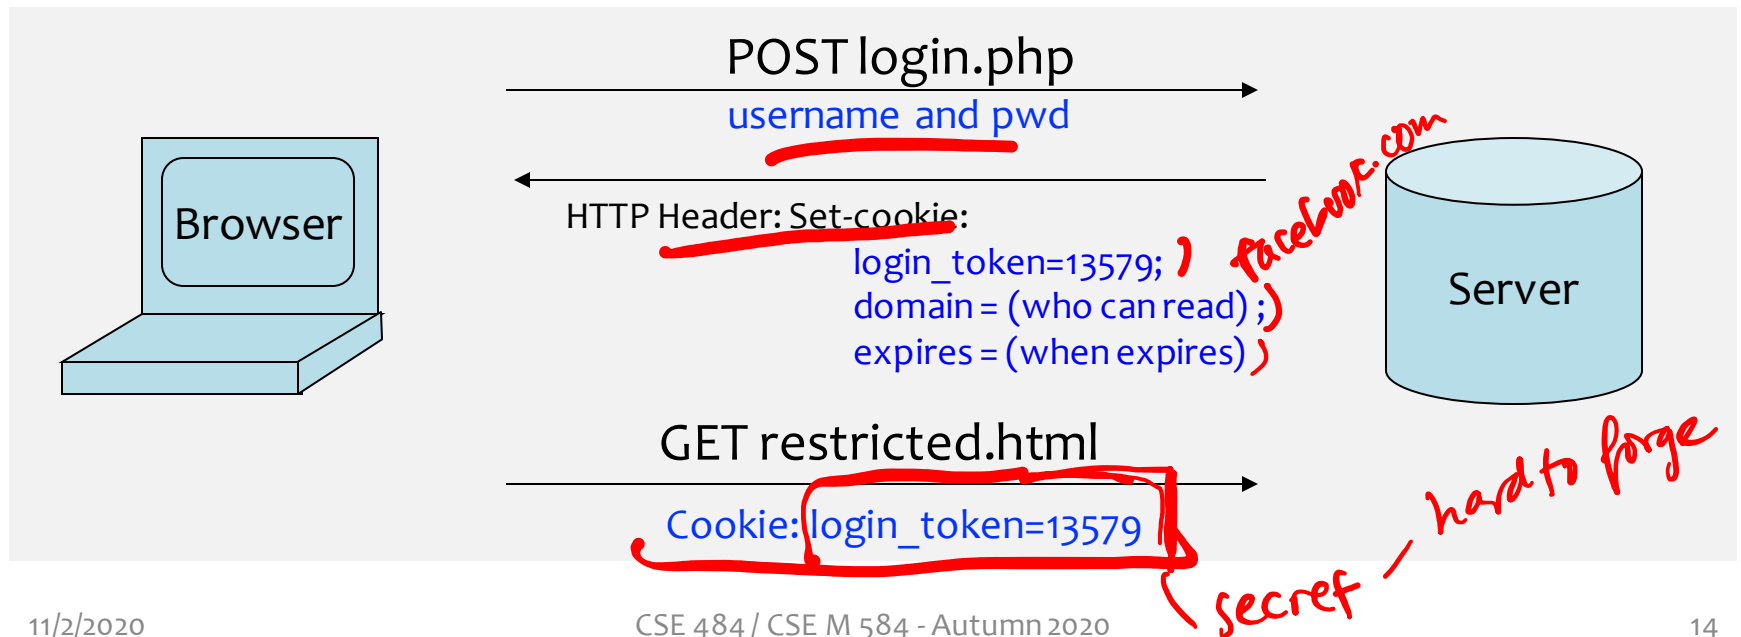 POST login.php
username and pwd
facebook.com
Browser
HTTP Header: Set-cookie:
login_token=13579;
domain = (who can read) ;
expires = (when expires)
Server
GET restricted.html
Cookie: login_token=13579
secret - hard to forge
11/2/2020
CSE 484 / CSE M 584 - Autumn 2020
14